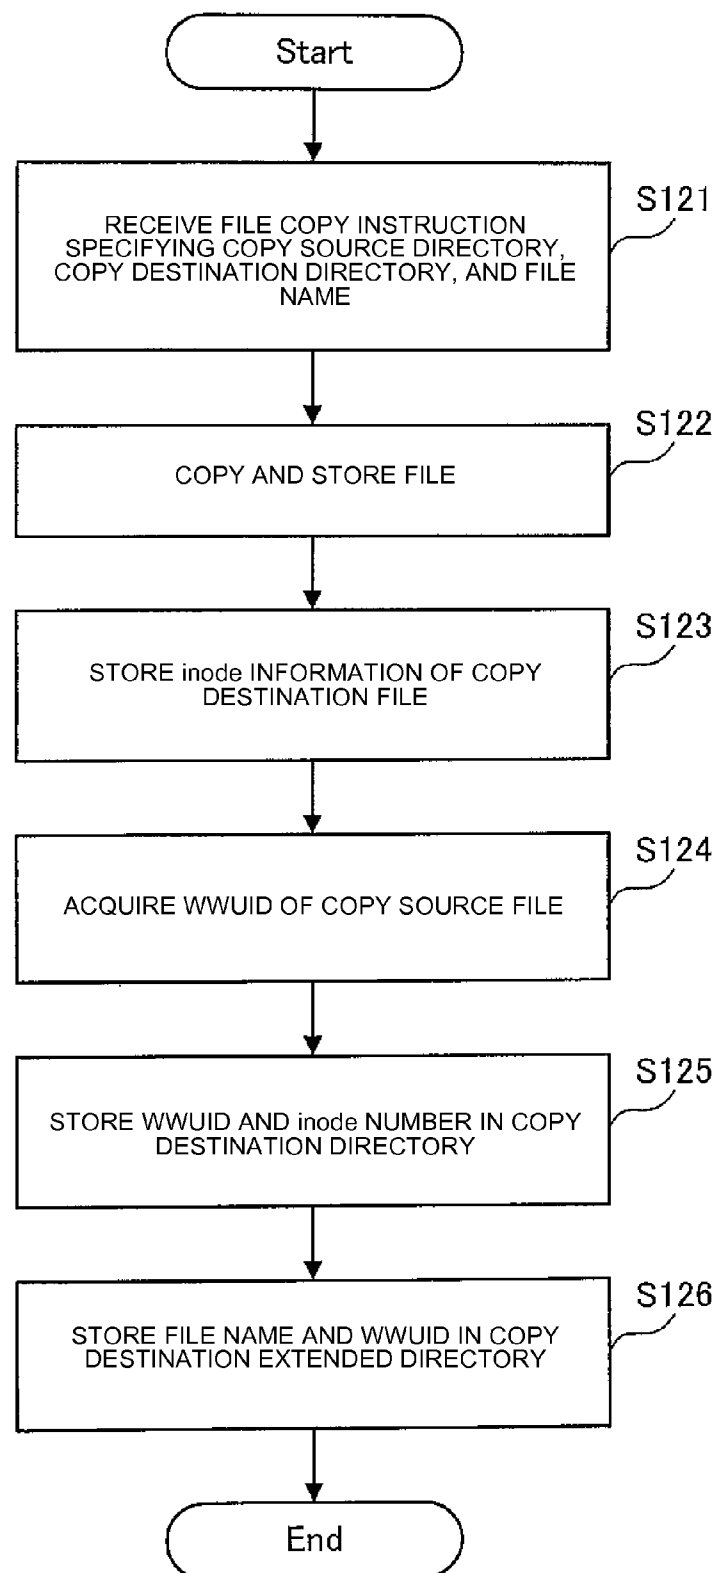 Start
S121
RECEIVE FILE COPY INSTRUCTION
SPECIFYING COPY SOURCE DIRECTORY,
COPY DESTINATION DIRECTORY, AND FILE
NAME
S122
COPY AND STORE FILE
S123
STORE inode INFORMATION OF COPY
DESTINATION FILE
S124
ACQUIRE WWUID OF COPY SOURCE FILE
S125
STORE WWUID AND inode NUMBER IN COPY
DESTINATION DIRECTORY
S126
STORE FILE NAME AND WWUID IN COPY
DESTINATION EXTENDED DIRECTORY
End